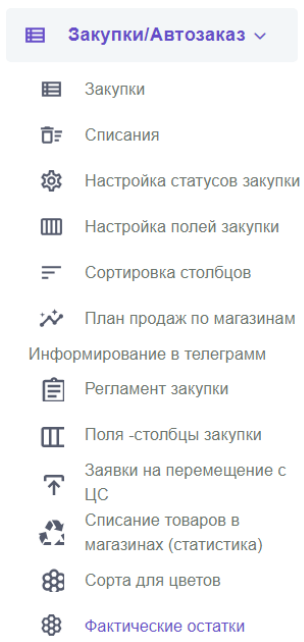 Закупки/Автозаказ
Закупки
Списания
Настройка статусов закупки
Настройка полей закупки
Сортировка столбцов
План продаж по магазинам
Информирование в телеграмм
Регламент закупки
Поля -столбцы закупки
Заявки на перемещение с
ЦС
Списание товаров в
магазинах (статистика)
Сорта для цветов
Фактические остатки